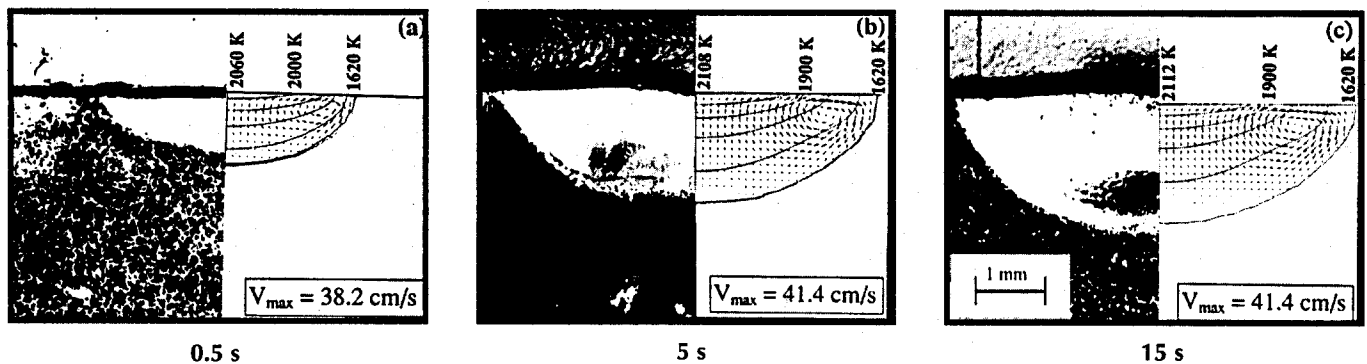 (a)
2060 K
2000 K
1620 K
V_max = 38.2 cm/s
0.5 s
(b)
2108 K
1900 K
1620 K
V_max = 41.4 cm/s
5 s
(c)
2112 K
1900 K
1620 K
1 mm
V_max = 41.4 cm/s
15 s